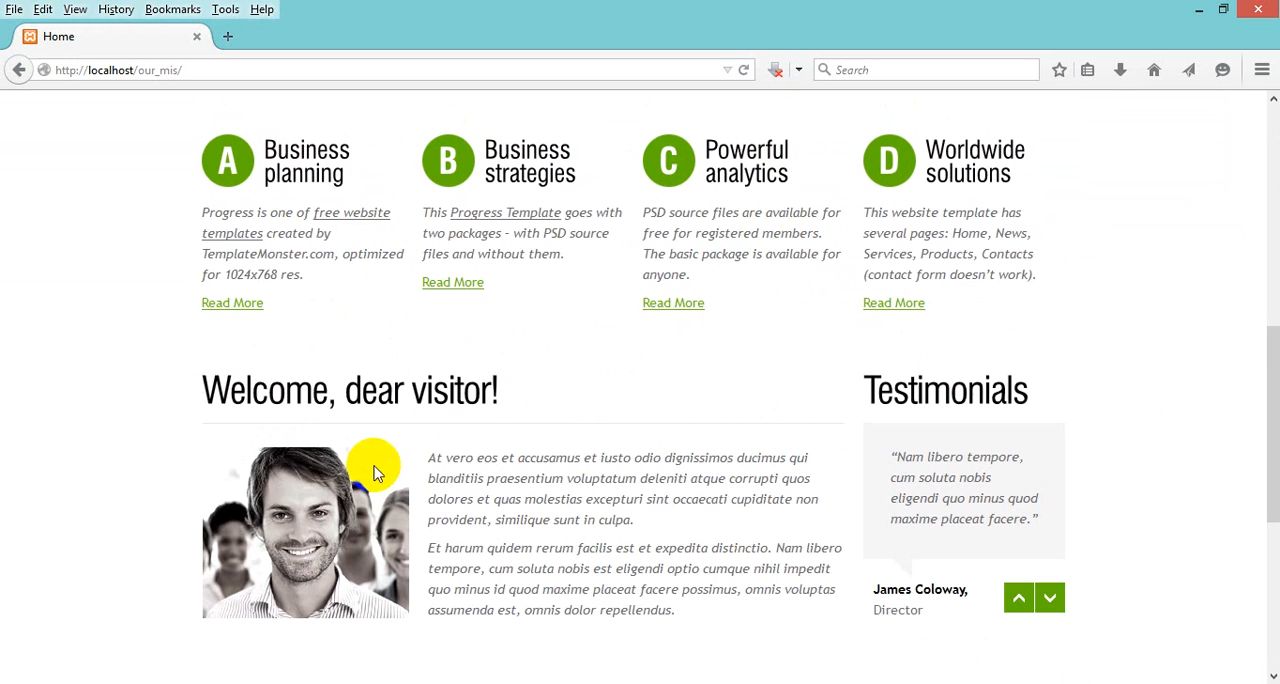 File Edit View History Bookmarks Tools Help
Home
http://localhost/our_mis/
Search
A Business planning
B Business strategies
C Powerful analytics
D Worldwide solutions
Progress is one of free website
templates created by
TemplateMonster.com, optimized
for 1024x768 res.
Read More
This Progress Template goes with
two packages – with PSD source
files and without them.
Read More
PSD source files are available for
free for registered members.
The basic package is available for
anyone.
Read More
This website template has
several pages: Home, News,
Services, Products, Contacts
(contact form doesn’t work).
Read More
Welcome, dear visitor!
At vero eos et accusamus et iusto odio dignissimos ducimus qui
blanditiis praesentium voluptatum deleniti atque corrupti quos
dolores et quas molestias excepturi sint occaecati cupiditate non
provident, similique sunt in culpa.
Et harum quidem rerum facilis est et expedita distinctio. Nam libero
tempore, cum soluta nobis est eligendi optio cumque nihil impedit
quo minus id quod maxime placeat facere possimus, omnis voluptas
assumenda est, omnis dolor repellendus.
Testimonials
“Nam libero tempore,
cum soluta nobis
eligendi quo minus quod
maxime placeat facere.”
James Coloway,
Director